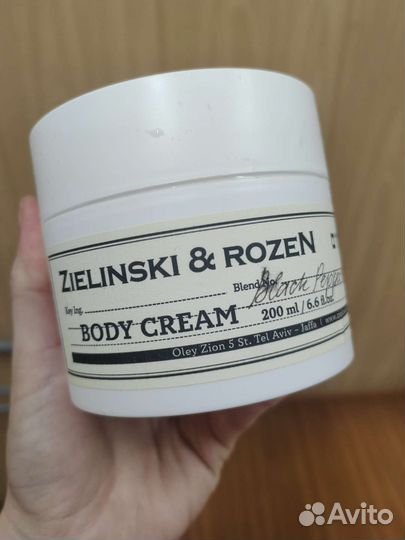 ZIELINSKI & ROZEN
Key Ing.
Blend No. Black Pepper
BODY CREAM 200 ml / 6.6 fl.oz
Oley Zion 5 St. Tel Aviv - Jaffa | www.
Avito